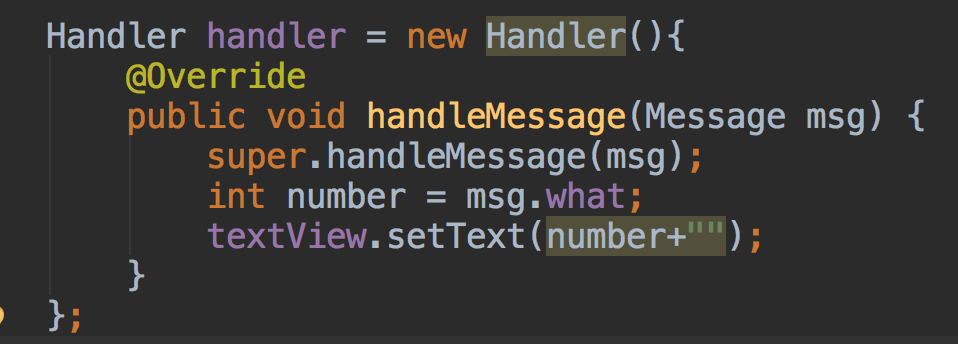 Handler handler = new Handler(){
@Override
public void handleMessage(Message msg) {
super.handleMessage(msg);
int number = msg.what;
textView.setText(number+"");
}
};